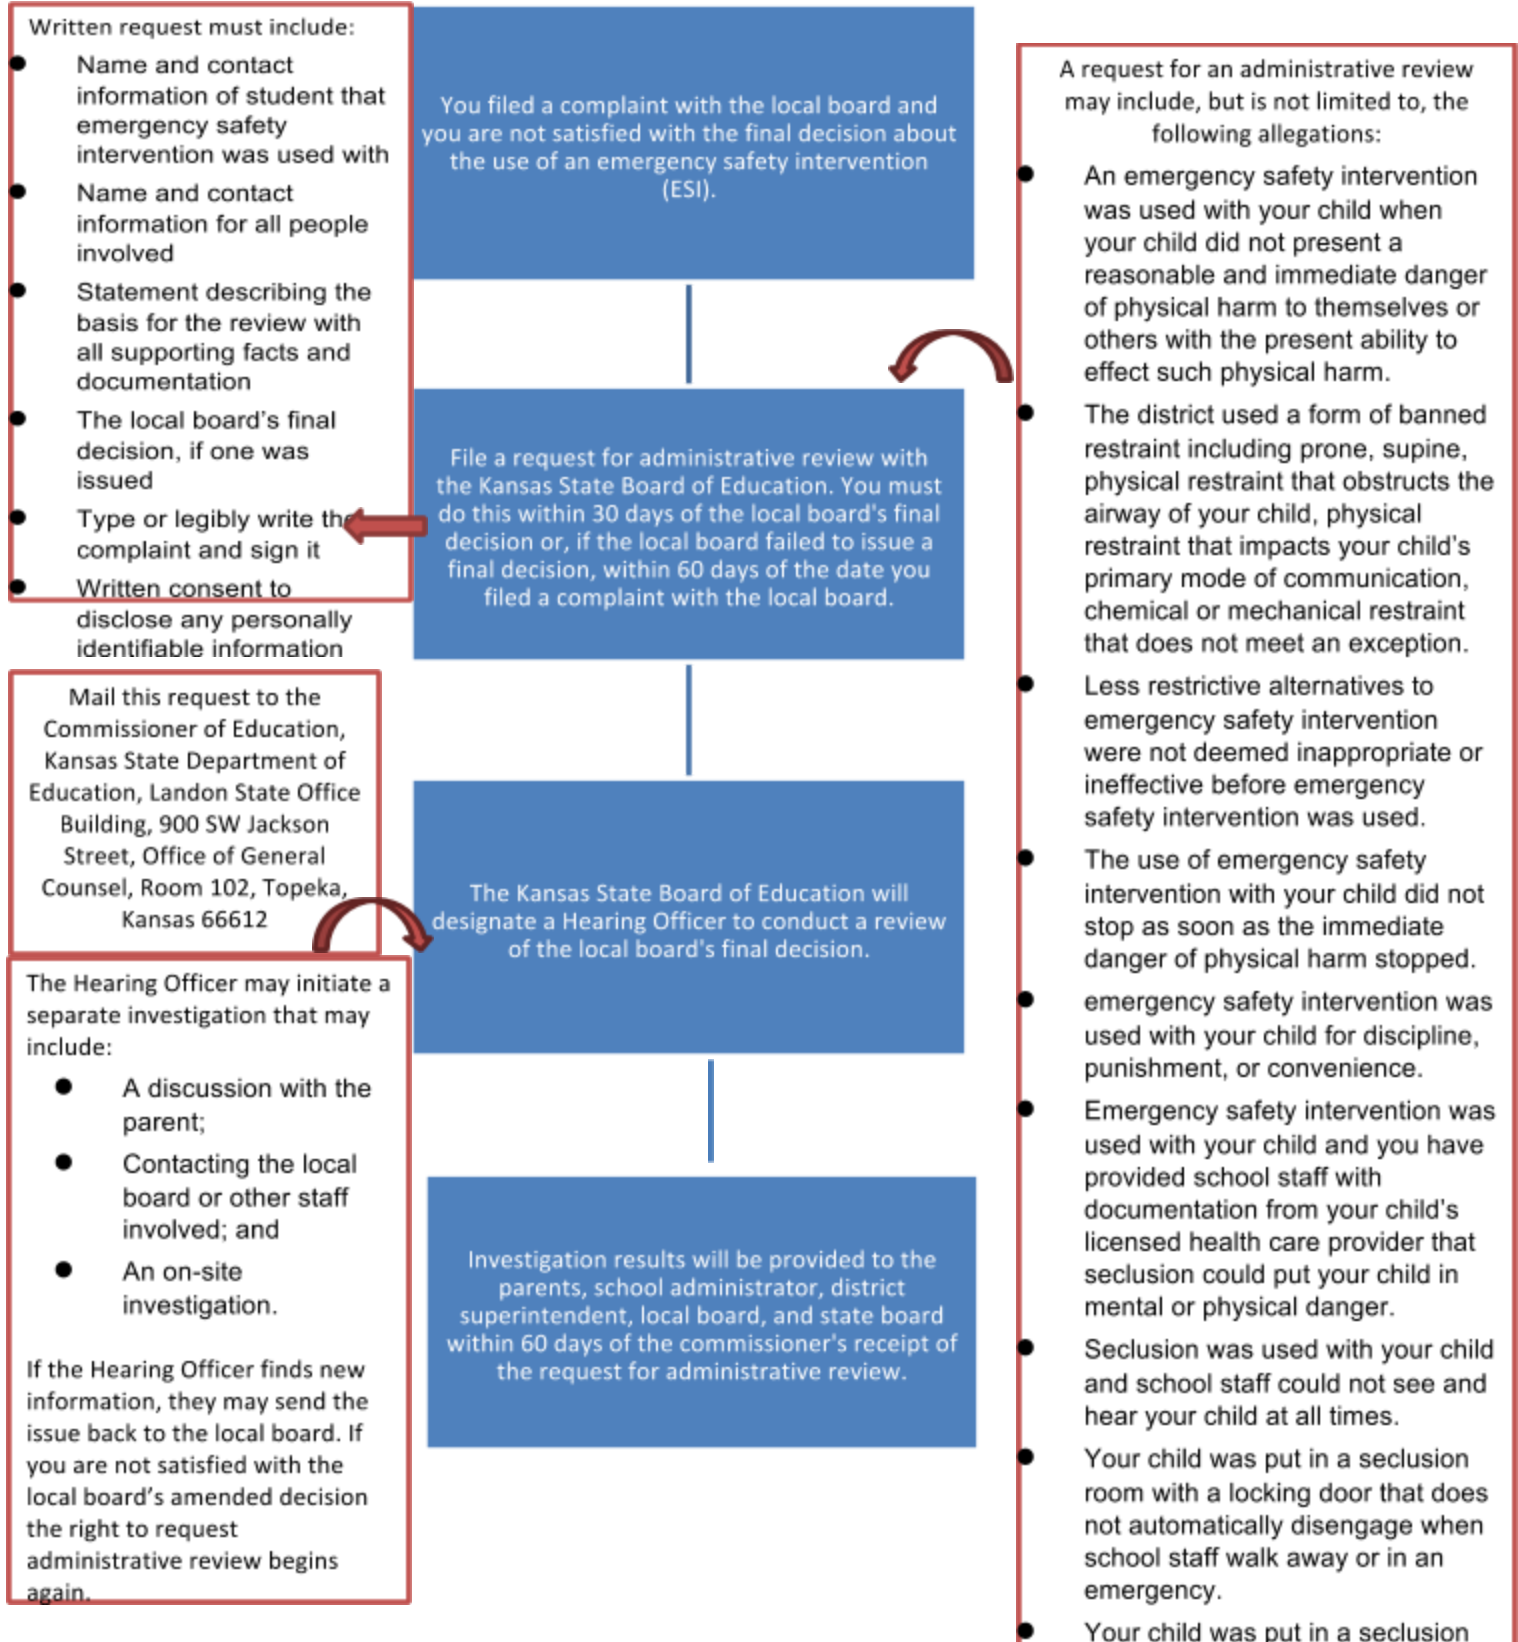 Written request must include:
● Name and contact
information of student that
emergency safety
intervention was used with
● Name and contact
information for all people
involved
● Statement describing the
basis for the review with
all supporting facts and
documentation
● The local board's final
decision, if one was
issued
● Type or legibly write the
complaint and sign it
● Written consent to
disclose any personally
identifiable information
Mail this request to the
Commissioner of Education,
Kansas State Department of
Education, Landon State Office
Building, 900 SW Jackson
Street, Office of General
Counsel, Room 102, Topeka,
Kansas 66612
The Hearing Officer may initiate a
separate investigation that may
include:
● A discussion with the
parent;
● Contacting the local
board or other staff
involved; and
● An on-site
investigation.
If the Hearing Officer finds new
information, they may send the
issue back to the local board. If
you are not satisfied with the
local board's amended decision
the right to request
administrative review begins
again.
You filed a complaint with the local board and
you are not satisfied with the final decision about
the use of an emergency safety intervention
(ESI).
File a request for administrative review with
the Kansas State Board of Education. You must
do this within 30 days of the local board's final
decision or, if the local board failed to issue a
final decision, within 60 days of the date you
filed a complaint with the local board.
The Kansas State Board of Education will
designate a Hearing Officer to conduct a review
of the local board's final decision.
Investigation results will be provided to the
parents, school administrator, district
superintendent, local board, and state board
within 60 days of the commissioner's receipt of
the request for administrative review.
A request for an administrative review
may include, but is not limited to, the
following allegations:
● An emergency safety intervention
was used with your child when
your child did not present a
reasonable and immediate danger
of physical harm to themselves or
others with the present ability to
effect such physical harm.
● The district used a form of banned
restraint including prone, supine,
physical restraint that obstructs the
airway of your child, physical
restraint that impacts your child's
primary mode of communication,
chemical or mechanical restraint
that does not meet an exception.
● Less restrictive alternatives to
emergency safety intervention
were not deemed inappropriate or
ineffective before emergency
safety intervention was used.
● The use of emergency safety
intervention with your child did not
stop as soon as the immediate
danger of physical harm stopped.
● emergency safety intervention was
used with your child for discipline,
punishment, or convenience.
● Emergency safety intervention was
used with your child and you have
provided school staff with
documentation from your child's
licensed health care provider that
seclusion could put your child in
mental or physical danger.
● Seclusion was used with your child
and school staff could not see and
hear your child at all times.
● Your child was put in a seclusion
room with a locking door that does
not automatically disengage when
school staff walk away or in an
emergency.
● Your child was put in a seclusion